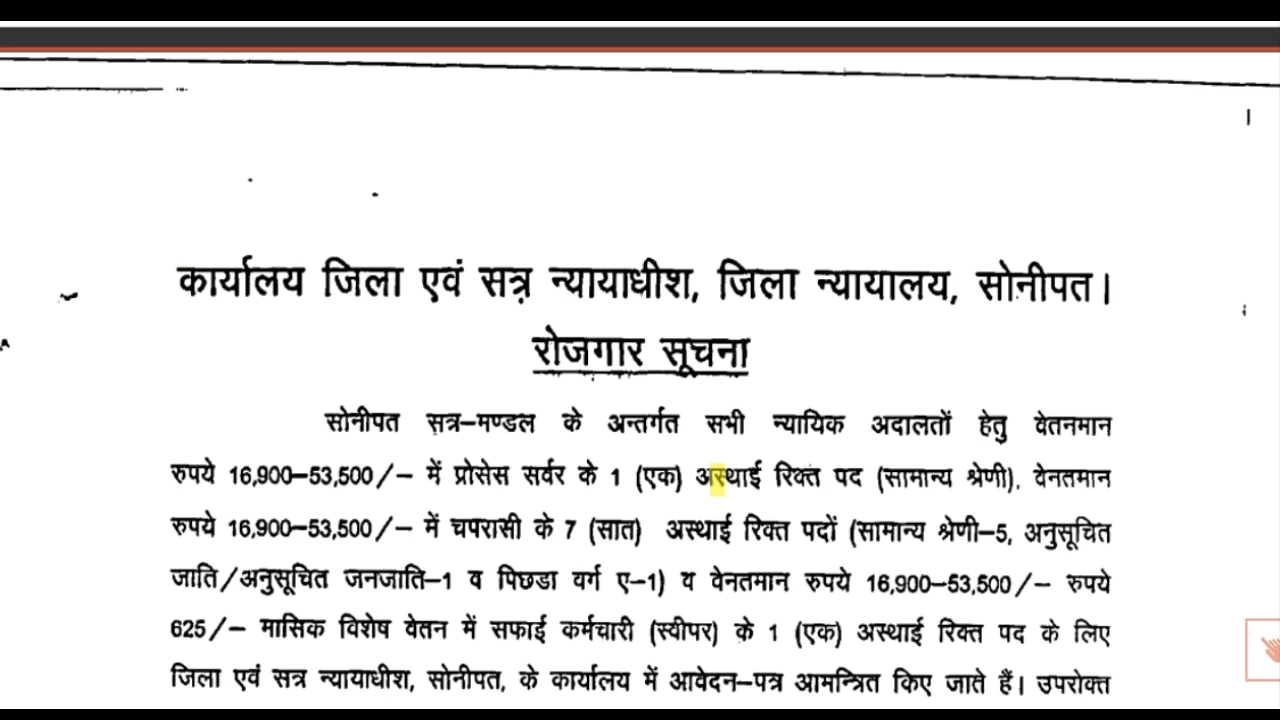 कार्यालय जिला एवं सत्र न्यायाधीश, जिला न्यायालय, सोनीपत।
रोजगार सूचना
सोनीपत सत्र–मण्डल के अन्तर्गत सभी न्यायिक अदालतों हेतु वेतनमान
रुपये 16,900–53,500/– में प्रोसेस सर्वर के 1 (एक) अस्थाई रिक्त पद (सामान्य श्रेणी), वेनतमान
रुपये 16,900–53,500/– में चपरासी के 7 (सात) अस्थाई रिक्त पदों (सामान्य श्रेणी–5, अनुसूचित
जाति/अनुसूचित जनजाति–1 व पिछडा वर्ग ए–1) व वेनतमान रुपये 16,900–53,500/– रुपये
625/– मासिक विशेष वेतन में सफाई कर्मचारी (स्वीपर) के 1 (एक) अस्थाई रिक्त पद के लिए
जिला एवं सत्र न्यायाधीश, सोनीपत, के कार्यालय में आवेदन–पत्र आमन्त्रित किए जाते हैं। उपरोक्त